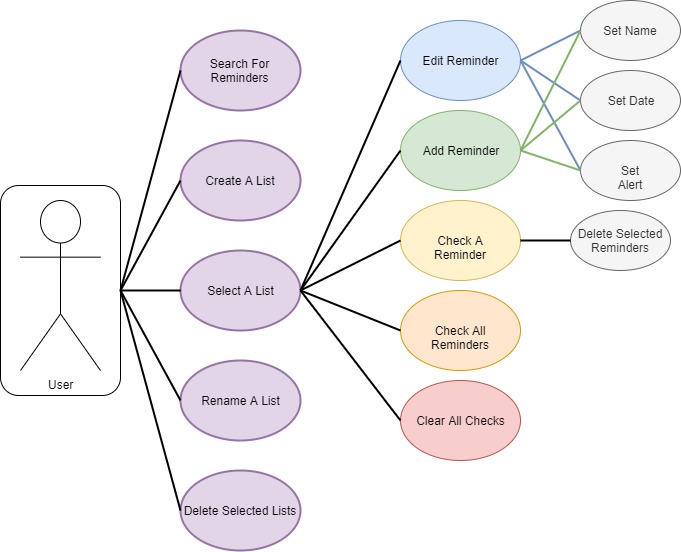 Search For
Reminders
Create A List
Select A List
Rename A List
Delete Selected Lists
User
Edit Reminder
Add Reminder
Check A
Reminder
Check All
Reminders
Clear All Checks
Set Name
Set Date
Set
Alert
Delete Selected
Reminders